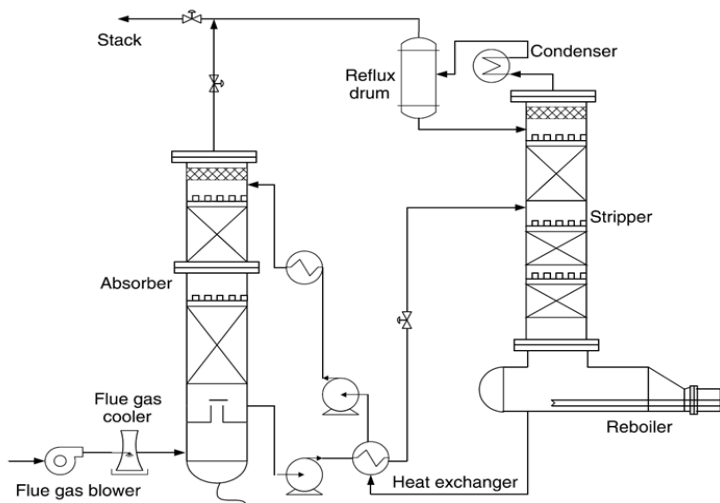 Stack
Condenser
Reflux
drum
Stripper
Absorber
Flue gas
cooler
Reboiler
Heat exchanger
Flue gas blower